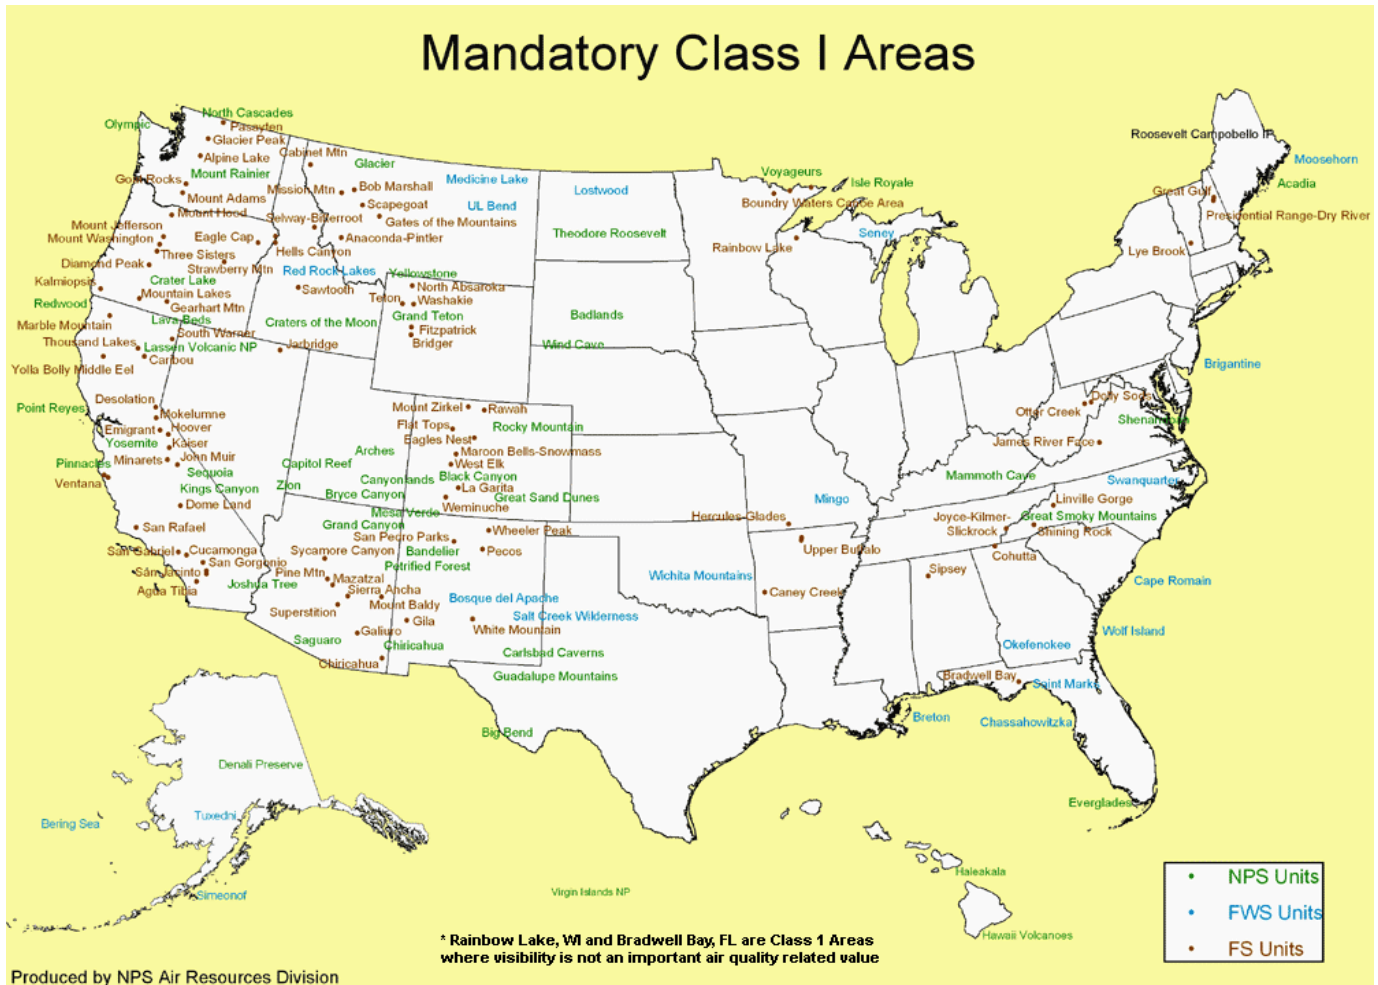 Mandatory Class I Areas
North Cascades
Olympic
Pasayten
Glacier Peak
Alpine Lake
Mount Rainier
Goat Rocks
Mount Adams
Mount Hood
Mount Jefferson
Mount Washington
Three Sisters
Diamond Peak
Strawberry Mtn
Eagle Cap
Hells Canyon
Kalmiopsis
Crater Lake
Mountain Lakes
Gearhart Mtn
Redwood
Lava Beds
Marble Mountain
South Warner
Thousand Lakes
Lassen Volcanic NP
Caribou
Yolla Bolly Middle Eel
Jarbridge
Desolation
Point Reyes
Mokelumne
Emigrant
Hoover
Yosemite
Kaiser
Pinnacles
Minarets
John Muir
Ventana
Sequoia
Kings Canyon
Dome Land
San Rafael
San Gabriel
Cucamonga
San Gorgonio
San Jacinto
Agua Tibia
Joshua Tree
Cabinet Mtn
Glacier
Medicine Lake
Mission Mtn
Bob Marshall
Scapegoat
UL Bend
Selway-Bitterroot
Gates of the Mountains
Anaconda-Pintler
Red Rock Lakes
Yellowstone
Sawtooth
North Absaroka
Teton
Washakie
Craters of the Moon
Grand Teton
Fitzpatrick
Bridger
Lostwood
Theodore Roosevelt
Badlands
Wind Cave
Mount Zirkel
Rawah
Flat Tops
Rocky Mountain
Eagles Nest
Arches
Maroon Bells-Snowmass
Capitol Reef
West Elk
Canyonlands
Black Canyon
Zion
Bryce Canyon
La Garita
Great Sand Dunes
Weminuche
Mesa Verde
Grand Canyon
San Pedro Parks
Wheeler Peak
Sycamore Canyon
Bandelier
Pecos
Petrified Forest
Pine Mtn
Mazatzal
Sierra Ancha
Superstition
Mount Baldy
Bosque del Apache
Salt Creek Wilderness
Gila
White Mountain
Galiuro
Saguaro
Chiricahua
Chiricahua
Carlsbad Caverns
Guadalupe Mountains
Big Bend
Voyageurs
Isle Royale
Boundry Waters Canoe Area
Rainbow Lake
Seney
Mingo
Hercules-Glades
Upper Buffalo
Wichita Mountains
Caney Creek
Mammoth Cave
Sipsey
Joyce-Kilmer-
Slickrock
Great Smoky Mountains
Linville Gorge
Shining Rock
Cohutta
Swanquarter
Cape Romain
Wolf Island
Okefenokee
Bradwell Bay
Saint Marks
Breton
Chassahowitzka
Everglades
Roosevelt Campobello IP
Moosehorn
Acadia
Great Gulf
Presidential Range-Dry River
Lye Brook
Brigantine
Dolly Sods
Otter Creek
Shenandoah
James River Face
Denali Preserve
Bering Sea
Tuxedni
Simeonof
Virgin Islands NP
Haleakala
Hawaii Volcanoes
NPS Units
FWS Units
FS Units
* Rainbow Lake, WI and Bradwell Bay, FL are Class 1 Areas
where visibility is not an important air quality related value
Produced by NPS Air Resources Division